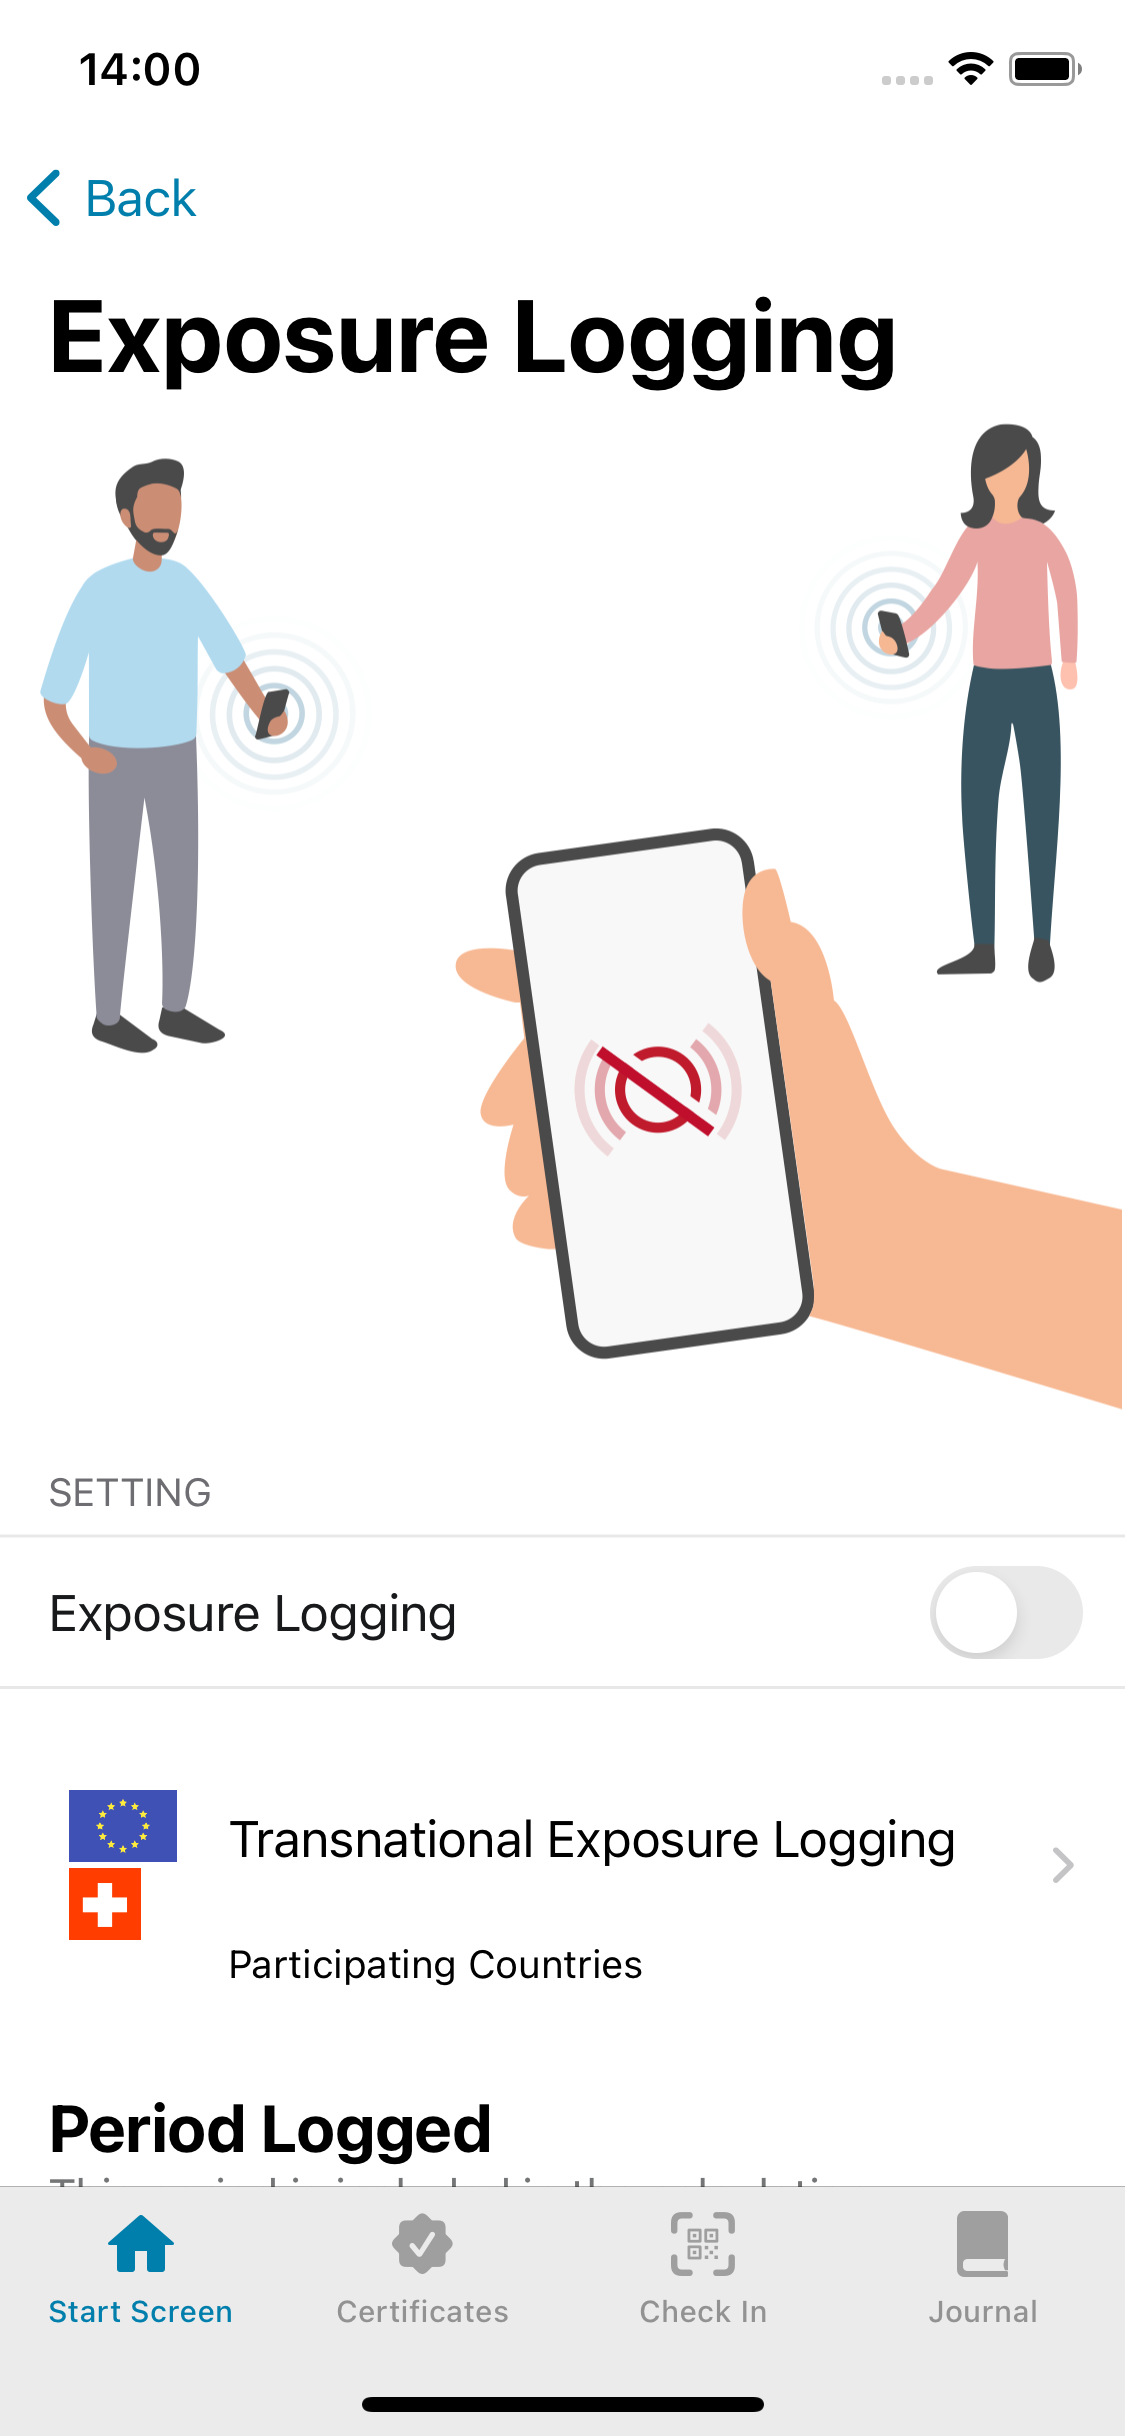 14:00
Back
Exposure Logging
SETTING
Exposure Logging
Transnational Exposure Logging
Participating Countries
Period Logged
Start Screen
Certificates
Check In
Journal